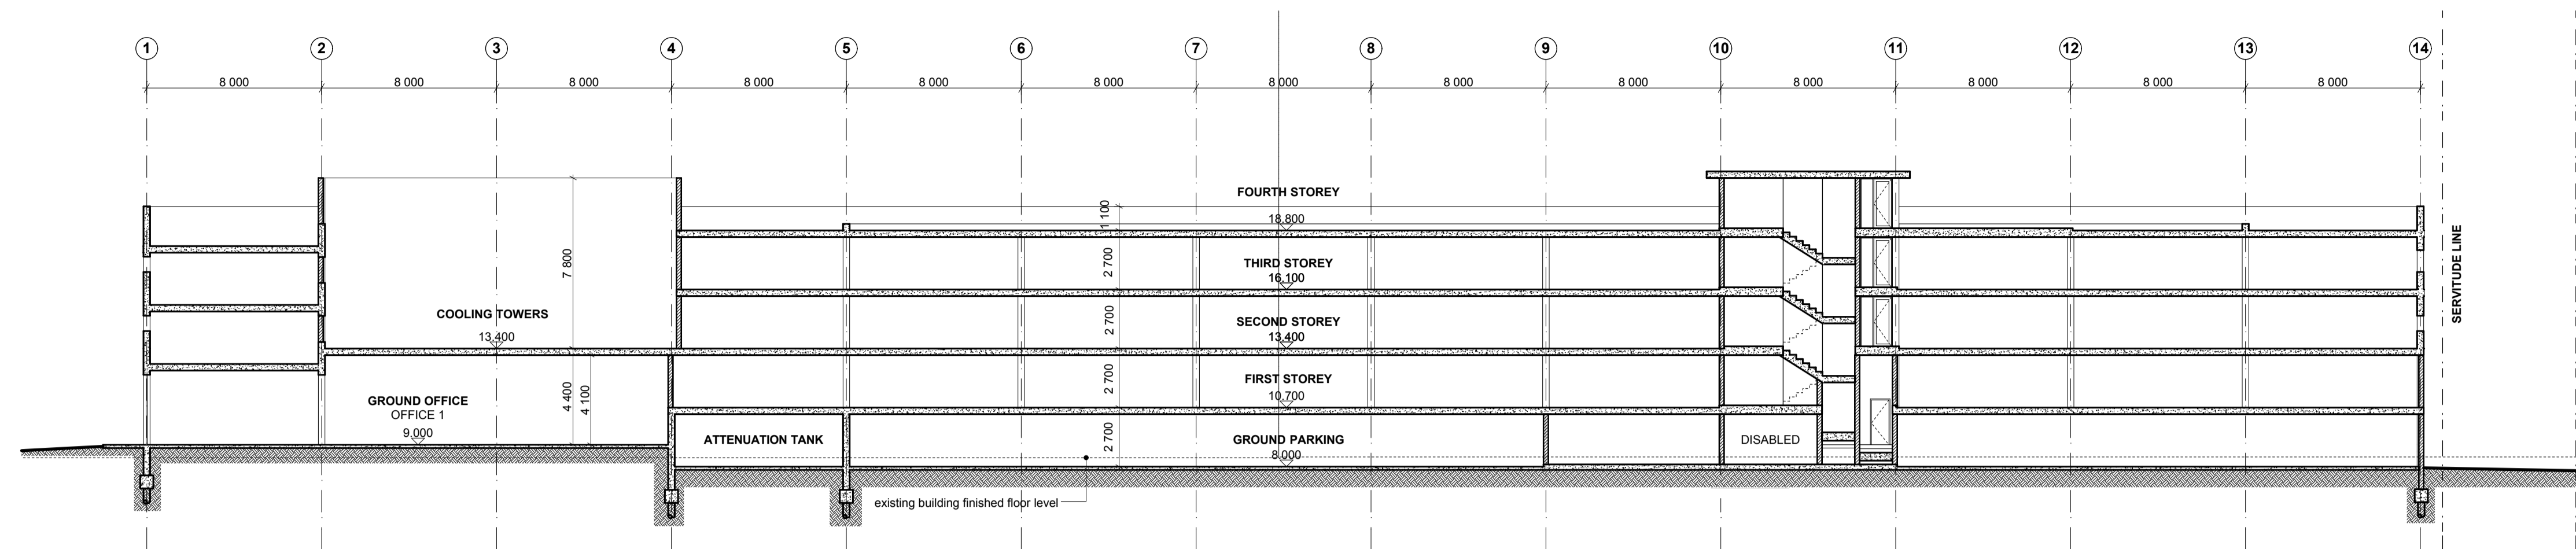 1 2 3 4 5 6 7 8 9 10 11 12 13 14
8 000 8 000 8 000 8 000 8 000 8 000 8 000 8 000 8 000 8 000 8 000 8 000 8 000
FOURTH STOREY
18.800
1 100
2 700
THIRD STOREY
16.100
7 800
SERVITUDE LINE
COOLING TOWERS
13.400
2 700
SECOND STOREY
13.400
2 700
FIRST STOREY
10.700
GROUND OFFICE
OFFICE 1
9.000
4 400
4 100
ATTENUATION TANK
2 700
GROUND PARKING
8.000
DISABLED
existing building finished floor level